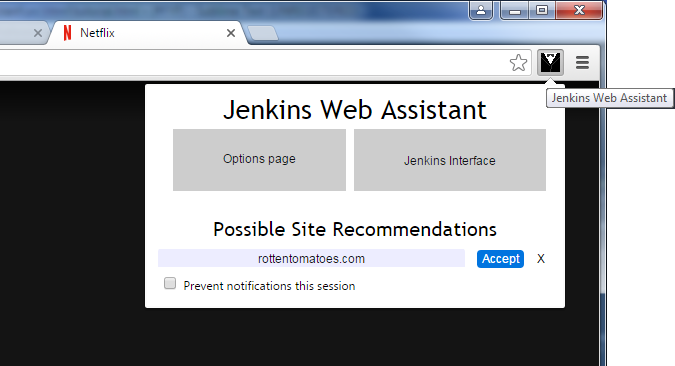 Netflix
Jenkins Web Assistant
Jenkins Web Assistant
Options page
Jenkins Interface
Possible Site Recommendations
rottentomatoes.com
Accept
X
Prevent notifications this session